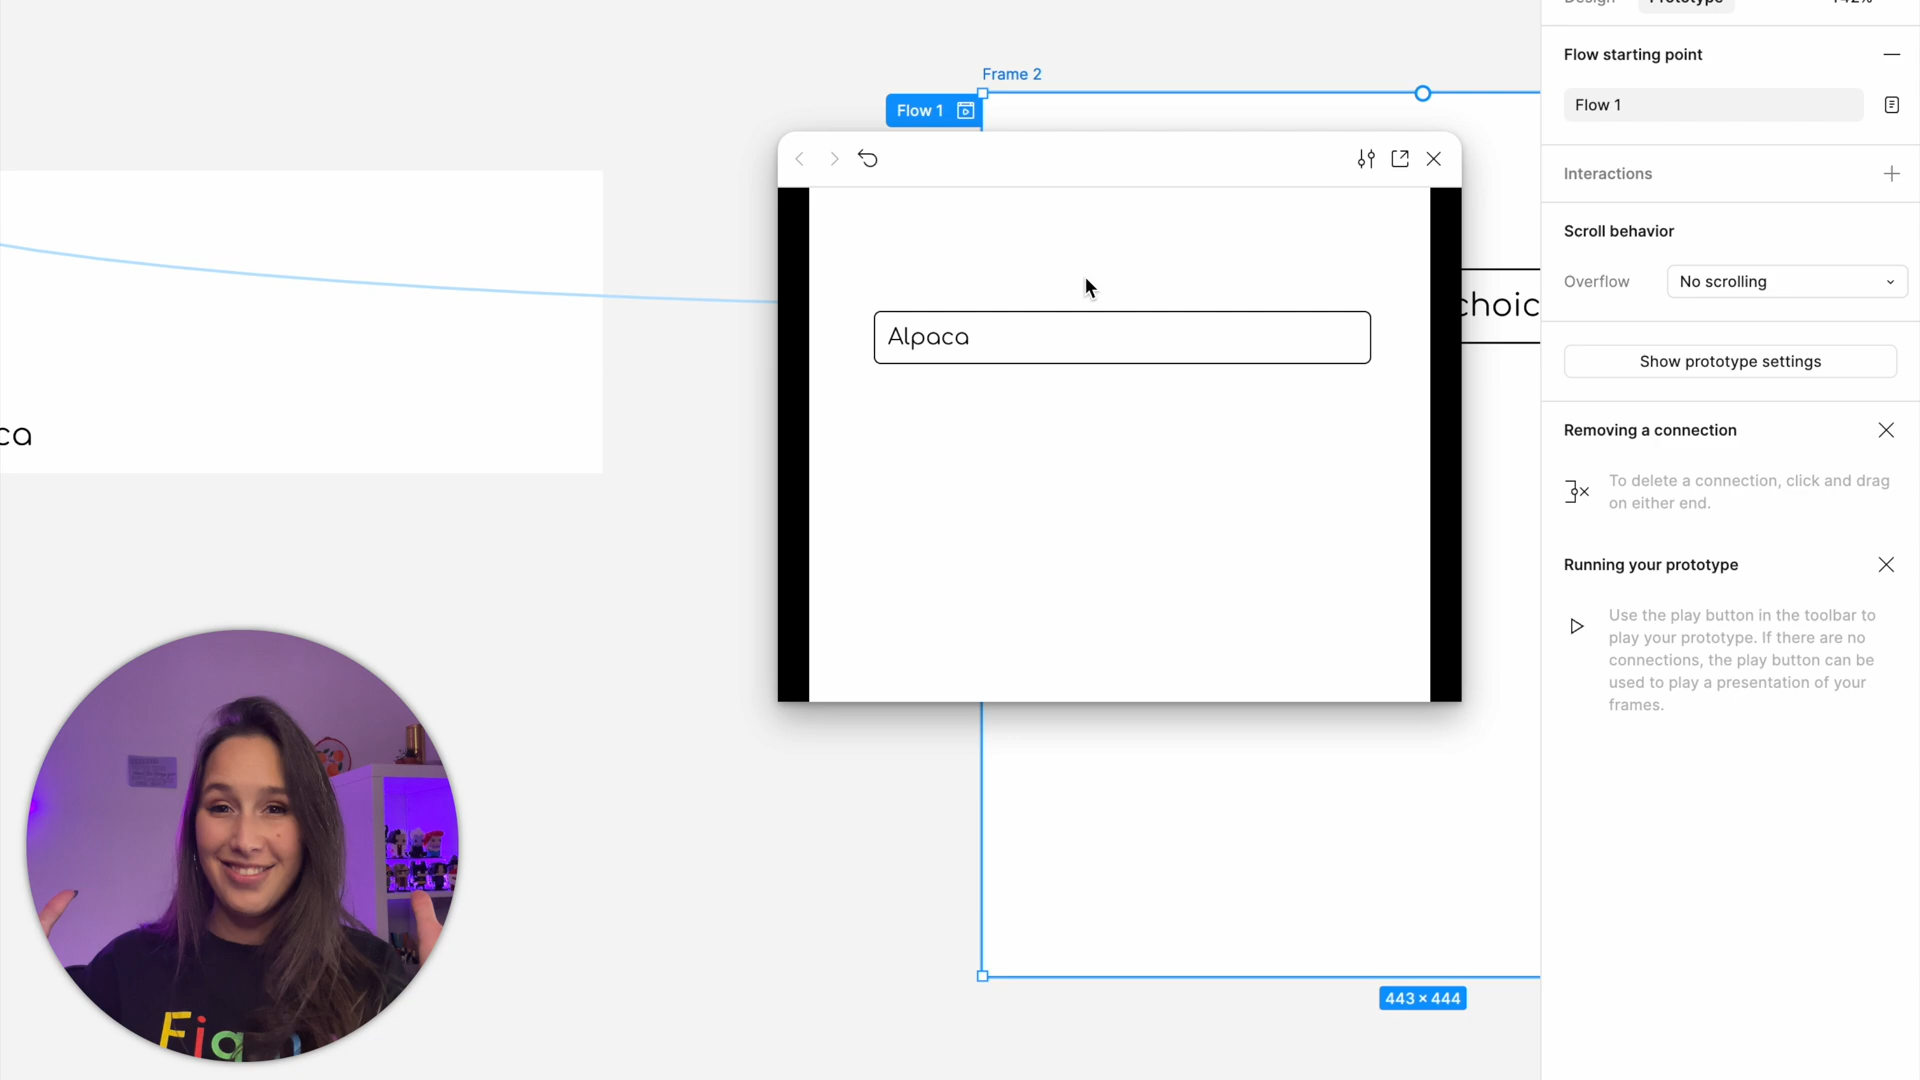 Prototype
Frame 2
Flow 1
Flow starting point
Flow 1
Interactions
Scroll behavior
Overflow
No scrolling
choic
Alpaca
Show prototype settings
ca
Removing a connection
To delete a connection, click and drag
on either end.
Running your prototype
Use the play button in the toolbar to
play your prototype. If there are no
connections, the play button can be
used to play a presentation of your
frames.
443 × 444